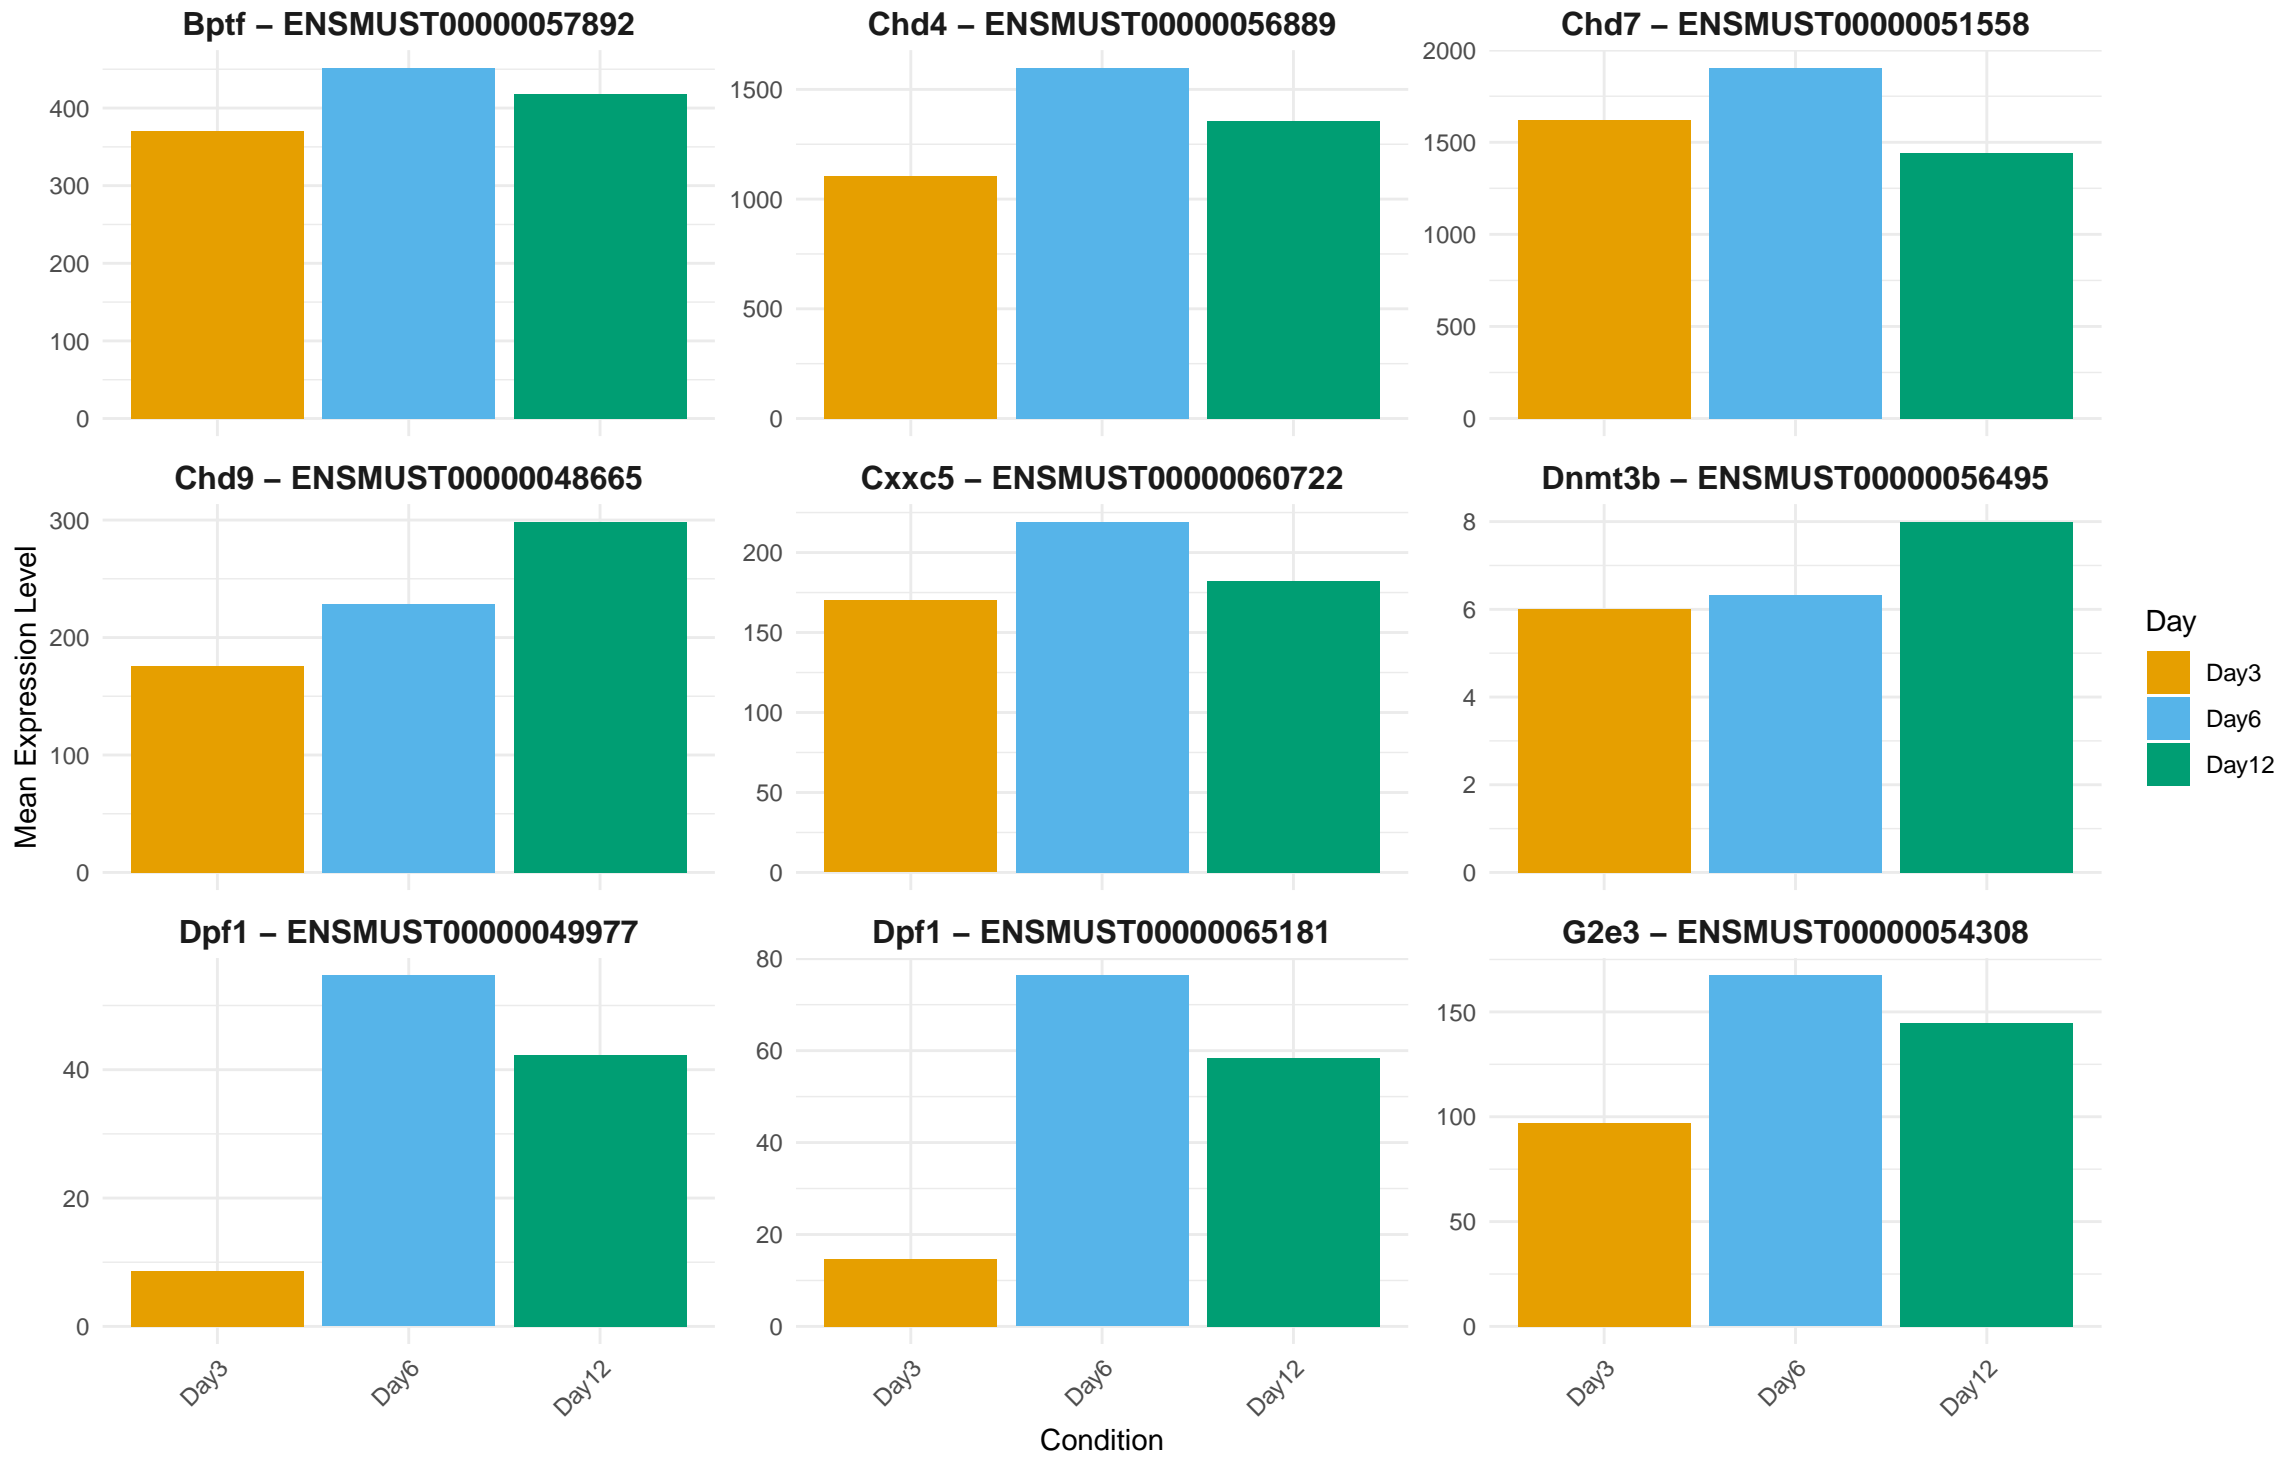 Bptf – ENSMUST00000057892
Chd4 – ENSMUST00000056889
Chd7 – ENSMUST00000051558
400
300
200
100
0
1500
1000
500
0
2000
1500
1000
500
0
Chd9 – ENSMUST00000048665
Cxxc5 – ENSMUST00000060722
Dnmt3b – ENSMUST00000056495
Mean Expression Level
300
200
100
0
200
150
100
50
0
8
6
4
2
0
Day
Day3
Day6
Day12
Dpf1 – ENSMUST00000049977
Dpf1 – ENSMUST00000065181
G2e3 – ENSMUST00000054308
40
20
0
80
60
40
20
0
150
100
50
0
Day3
Day6
Day12
Day3
Day6
Day12
Day3
Day6
Day12
Condition